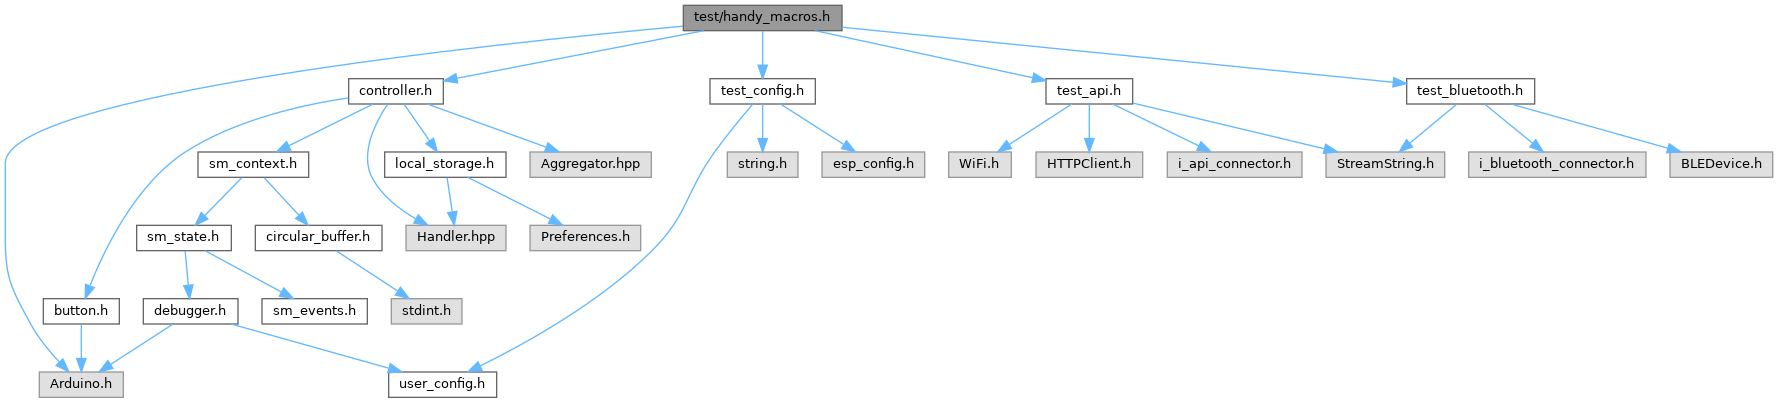 test/handy_macros.h
controller.h
test_config.h
test_api.h
test_bluetooth.h
sm_context.h
local_storage.h
Aggregator.hpp
string.h
esp_config.h
WiFi.h
HTTPClient.h
i_api_connector.h
StreamString.h
i_bluetooth_connector.h
BLEDevice.h
sm_state.h
circular_buffer.h
Handler.hpp
Preferences.h
button.h
debugger.h
sm_events.h
stdint.h
Arduino.h
user_config.h